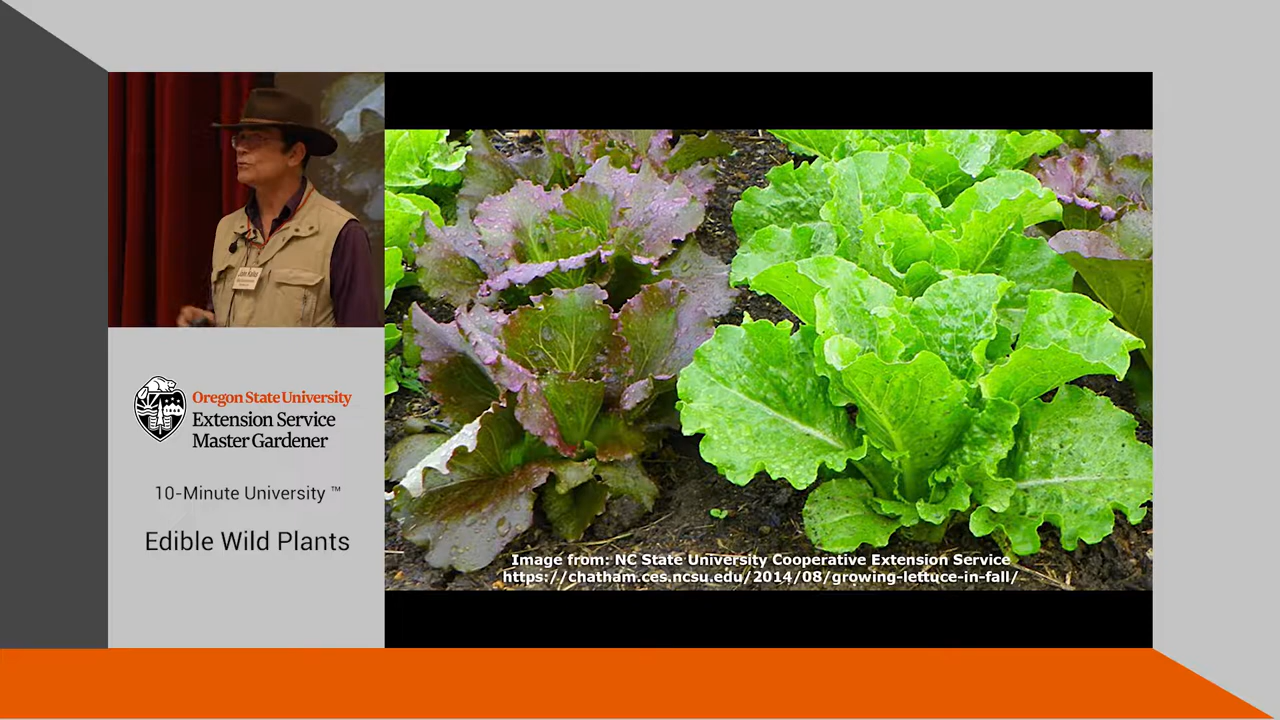 Oregon State University
Extension Service
Master Gardener
10-Minute University ™
Edible Wild Plants
Image from: NC State University Cooperative Extension Service
https://chatham.ces.ncsu.edu/2014/08/growing-lettuce-in-fall/